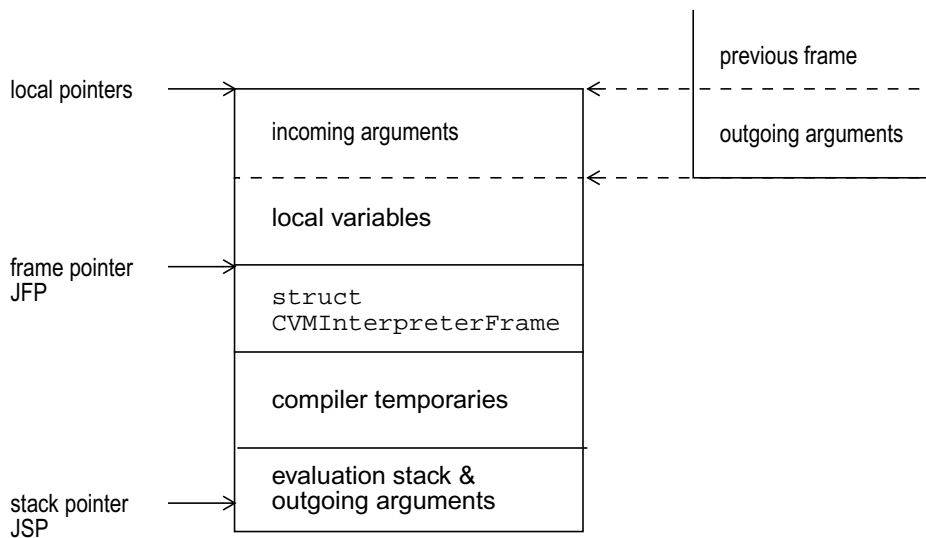 previous frame
local pointers
incoming arguments
outgoing arguments
local variables
frame pointer
JFP
struct
CVMInterpreterFrame
compiler temporaries
evaluation stack &
outgoing arguments
stack pointer
JSP